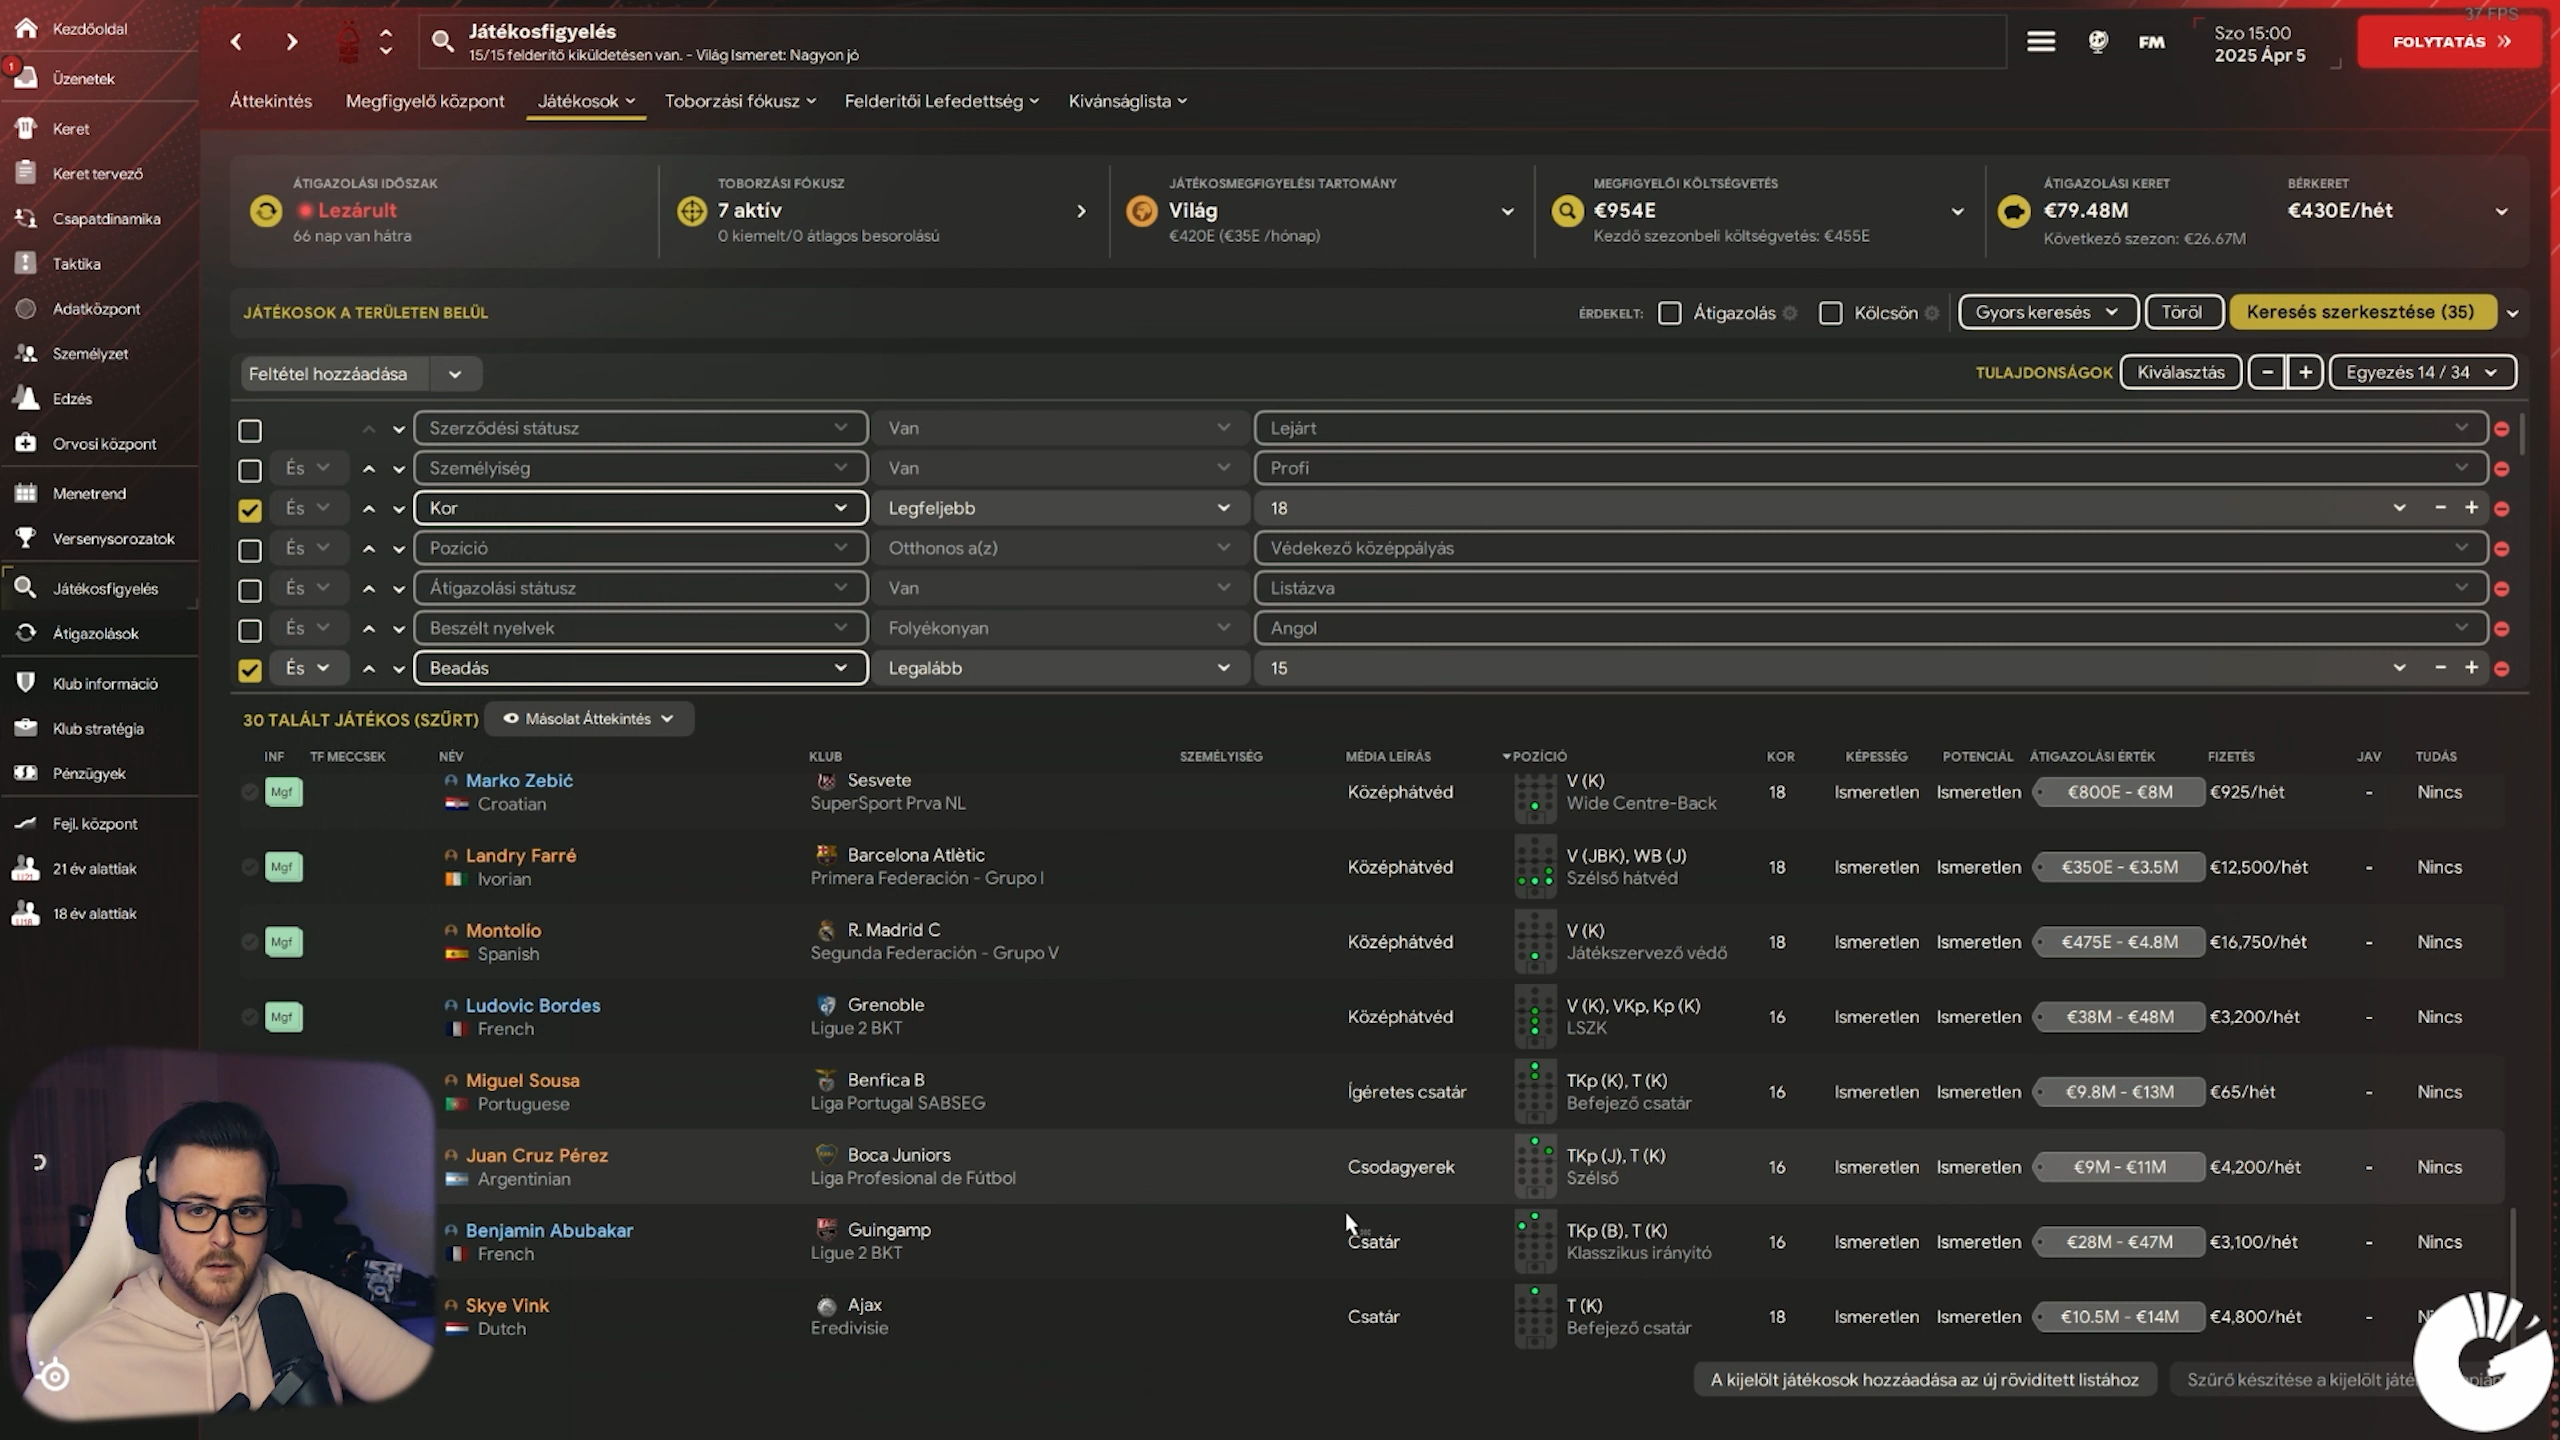 37 FPS
Kezdőoldal
1
Üzenetek
Keret
Keret tervező
Csapatdinamika
Taktika
Adatközpont
Személyzet
Edzés
Orvosi központ
Menetrend
Versenysorozatok
Játékosfigyelés
Átigazolások
Klub információ
Klub stratégia
Pénzügyek
Fejl. központ
U21
21 év alattiak
U18
18 év alattiak
Játékosfigyelés
15/15 felderítő kiküldetésen van. - Világ Ismeret: Nagyon jó
FM
Szo 15:00
2025 Ápr 5
FOLYTATÁS
Áttekintés Megfigyelő központ Játékosok Toborzási fókusz Felderítői Lefedettség Kívánságlista
ÁTIGAZOLÁSI IDŐSZAK
Lezárult
66 nap van hátra
TOBORZÁSI FÓKUSZ
7 aktív
0 kiemelt/0 átlagos besorolású
JÁTÉKOSMEGFIGYELÉSI TARTOMÁNY
Világ
€420E (€35E /hónap)
MEGFIGYELŐI KÖLTSÉGVETÉS
€954E
Kezdő szezonbeli költségvetés: €455E
ÁTIGAZOLÁSI KERET
€79.48M
Következő szezon: €26.67M
BÉRKERET
€430E/hét
JÁTÉKOSOK A TERÜLETEN BELÜL
ÉRDEKELT: Átigazolás Kölcsön Gyors keresés Töröl Keresés szerkesztése (35)
Feltétel hozzáadása
TULAJDONSÁGOK Kiválasztás - + Egyezés 14 / 34
Szerződési státusz Van Lejárt
És Személyiség Van Profi
És Kor Legfeljebb 18 - +
És Pozíció Otthonos a(z) Védekező középpályás
És Átigazolási státusz Van Listázva
És Beszélt nyelvek Folyékonyan Angol
És Beadás Legalább 15 - +
30 TALÁLT JÁTÉKOS (SZŰRT) Másolat Áttekintés
INF TF MECCSEK NÉV KLUB SZEMÉLYISÉG MÉDIA LEÍRÁS POZÍCIÓ KOR KÉPESSÉG POTENCIÁL ÁTIGAZOLÁSI ÉRTÉK FIZETÉS JAV TUDÁS
Marko Zebić Sesvete V (K)
Mgf Középhátvéd 18 Ismeretlen Ismeretlen €800E - €8M €925/hét - Nincs
Croatian SuperSport Prva NL Wide Centre-Back
Landry Farré Barcelona Atlètic V (JBK), WB (J)
Mgf Középhátvéd 18 Ismeretlen Ismeretlen €350E - €3.5M €12,500/hét - Nincs
Ivorian Primera Federación - Grupo I Szélső hátvéd
Montolío R. Madrid C V (K)
Mgf Középhátvéd 18 Ismeretlen Ismeretlen €475E - €4.8M €16,750/hét - Nincs
Spanish Segunda Federación - Grupo V Játékszervező védő
Ludovic Bordes Grenoble V (K), VKp, Kp (K)
Mgf Középhátvéd 16 Ismeretlen Ismeretlen €38M - €48M €3,200/hét - Nincs
French Ligue 2 BKT LSZK
Miguel Sousa Benfica B TKp (K), T (K)
Ígéretes csatár 16 Ismeretlen Ismeretlen €9.8M - €13M €65/hét - Nincs
Portuguese Liga Portugal SABSEG Befejező csatár
Juan Cruz Pérez Boca Juniors TKp (J), T (K)
Csodagyerek 16 Ismeretlen Ismeretlen €9M - €11M €4,200/hét - Nincs
Argentinian Liga Profesional de Fútbol Szélső
Benjamin Abubakar Guingamp TKp (B), T (K)
Csatár 16 Ismeretlen Ismeretlen €28M - €47M €3,100/hét - Nincs
French Ligue 2 BKT Klasszikus irányító
Skye Vink Ajax T (K)
Csatár 18 Ismeretlen Ismeretlen €10.5M - €14M €4,800/hét -
Dutch Eredivisie Befejező csatár
A kijelölt játékosok hozzáadása az új rövidített listához
Szűrő készítése a kijelölt